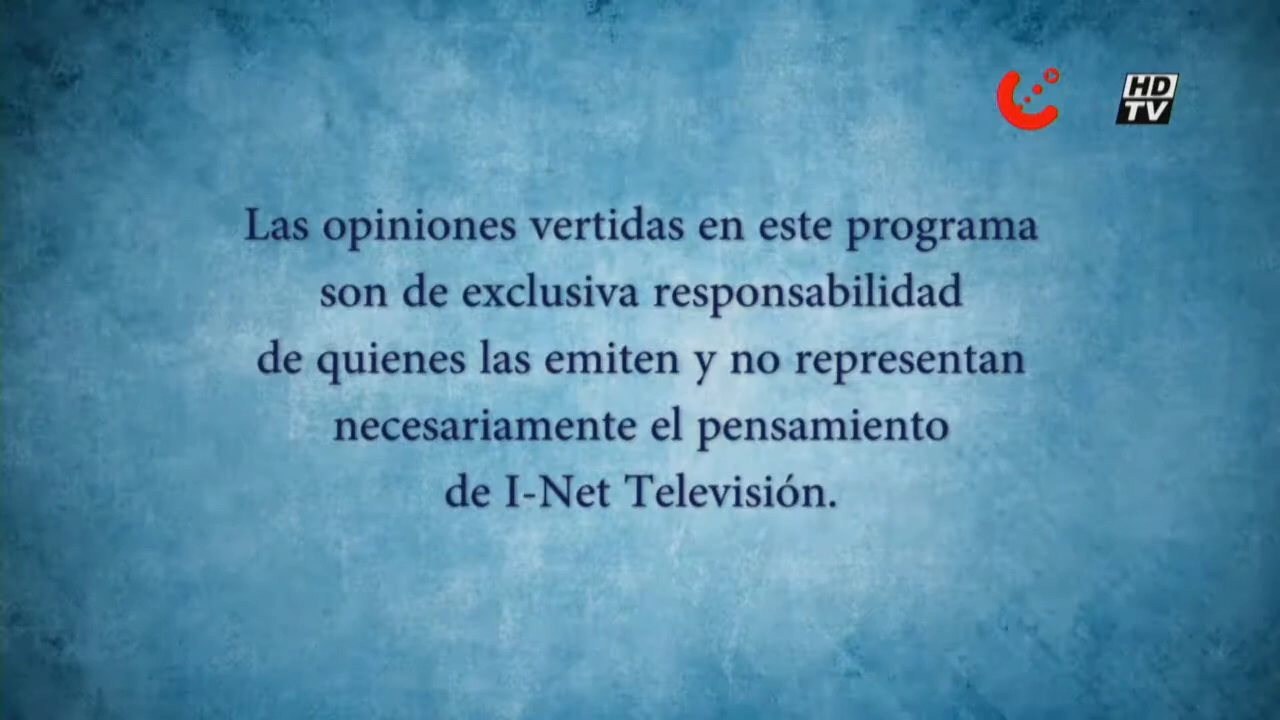 HD
TV
Las opiniones vertidas en este programa
son de exclusiva responsabilidad
de quienes las emiten y no representan
necesariamente el pensamiento
de I-Net Televisión.